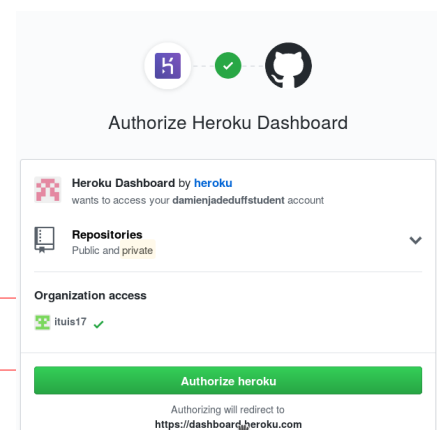 Authorize Heroku Dashboard
Heroku Dashboard by heroku
wants to access your damienjadeduffstudent account
Repositories
Public and private
Organization access
ituis17
Authorize heroku
Authorizing will redirect to
https://dashboard.heroku.com